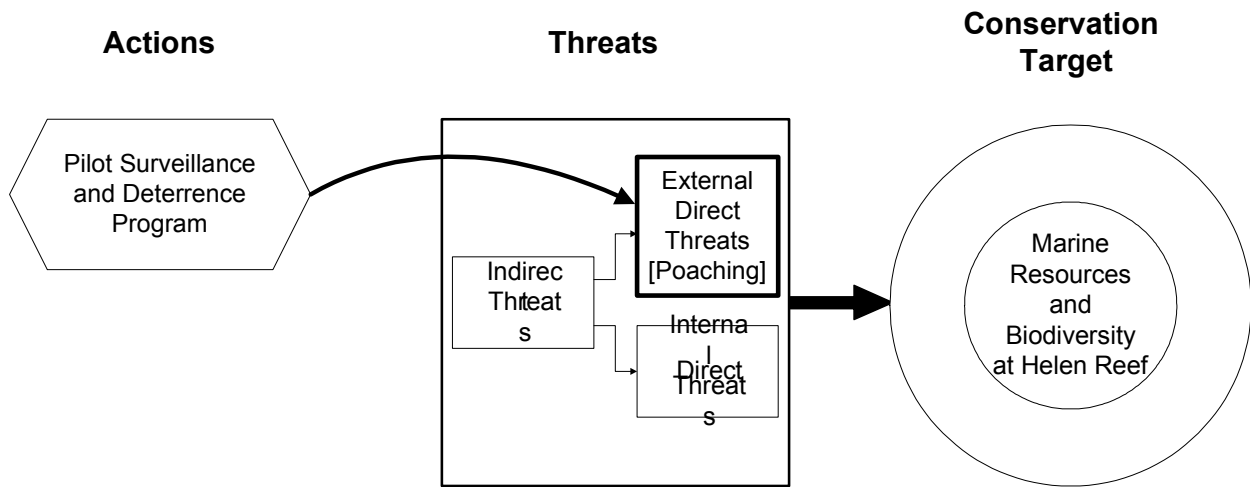 Actions
Threats
Conservation
Target
Pilot Surveillance
and Deterrence
Program
External
Direct
Threats
[Poaching]
Indirec
t
Threat
s
Interna
l
Direct
Threat
s
Marine
Resources
and
Biodiversity
at Helen Reef